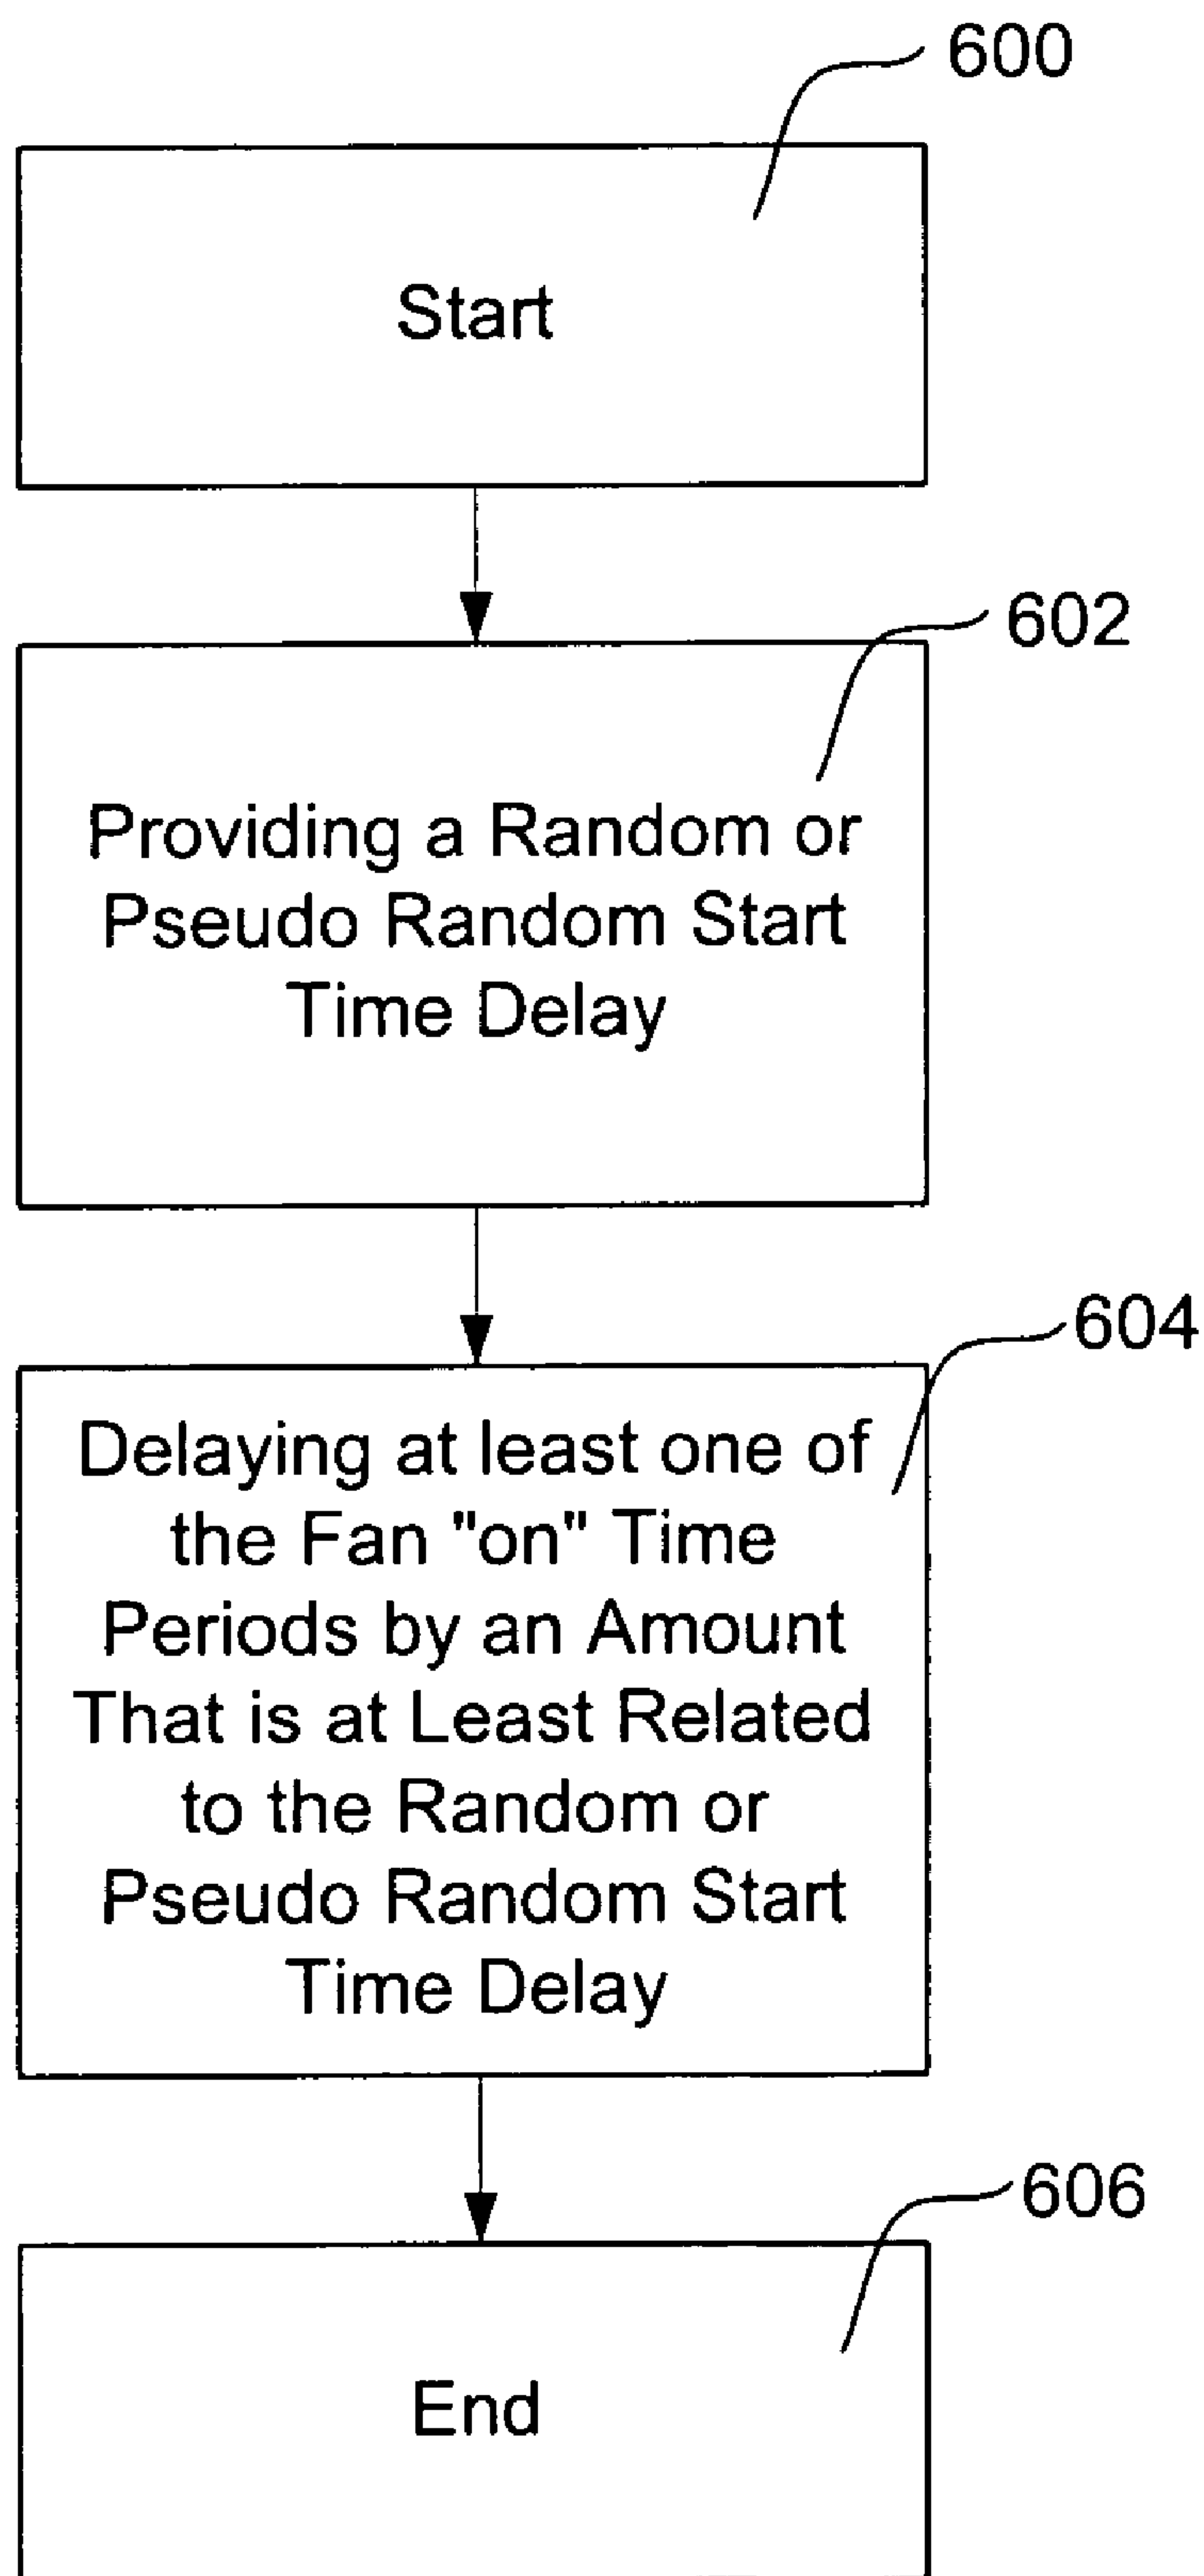 600
Start
602
Providing a Random or
Pseudo Random Start
Time Delay
604
Delaying at least one of
the Fan "on" Time
Periods by an Amount
That is at Least Related
to the Random or
Pseudo Random Start
Time Delay
606
End